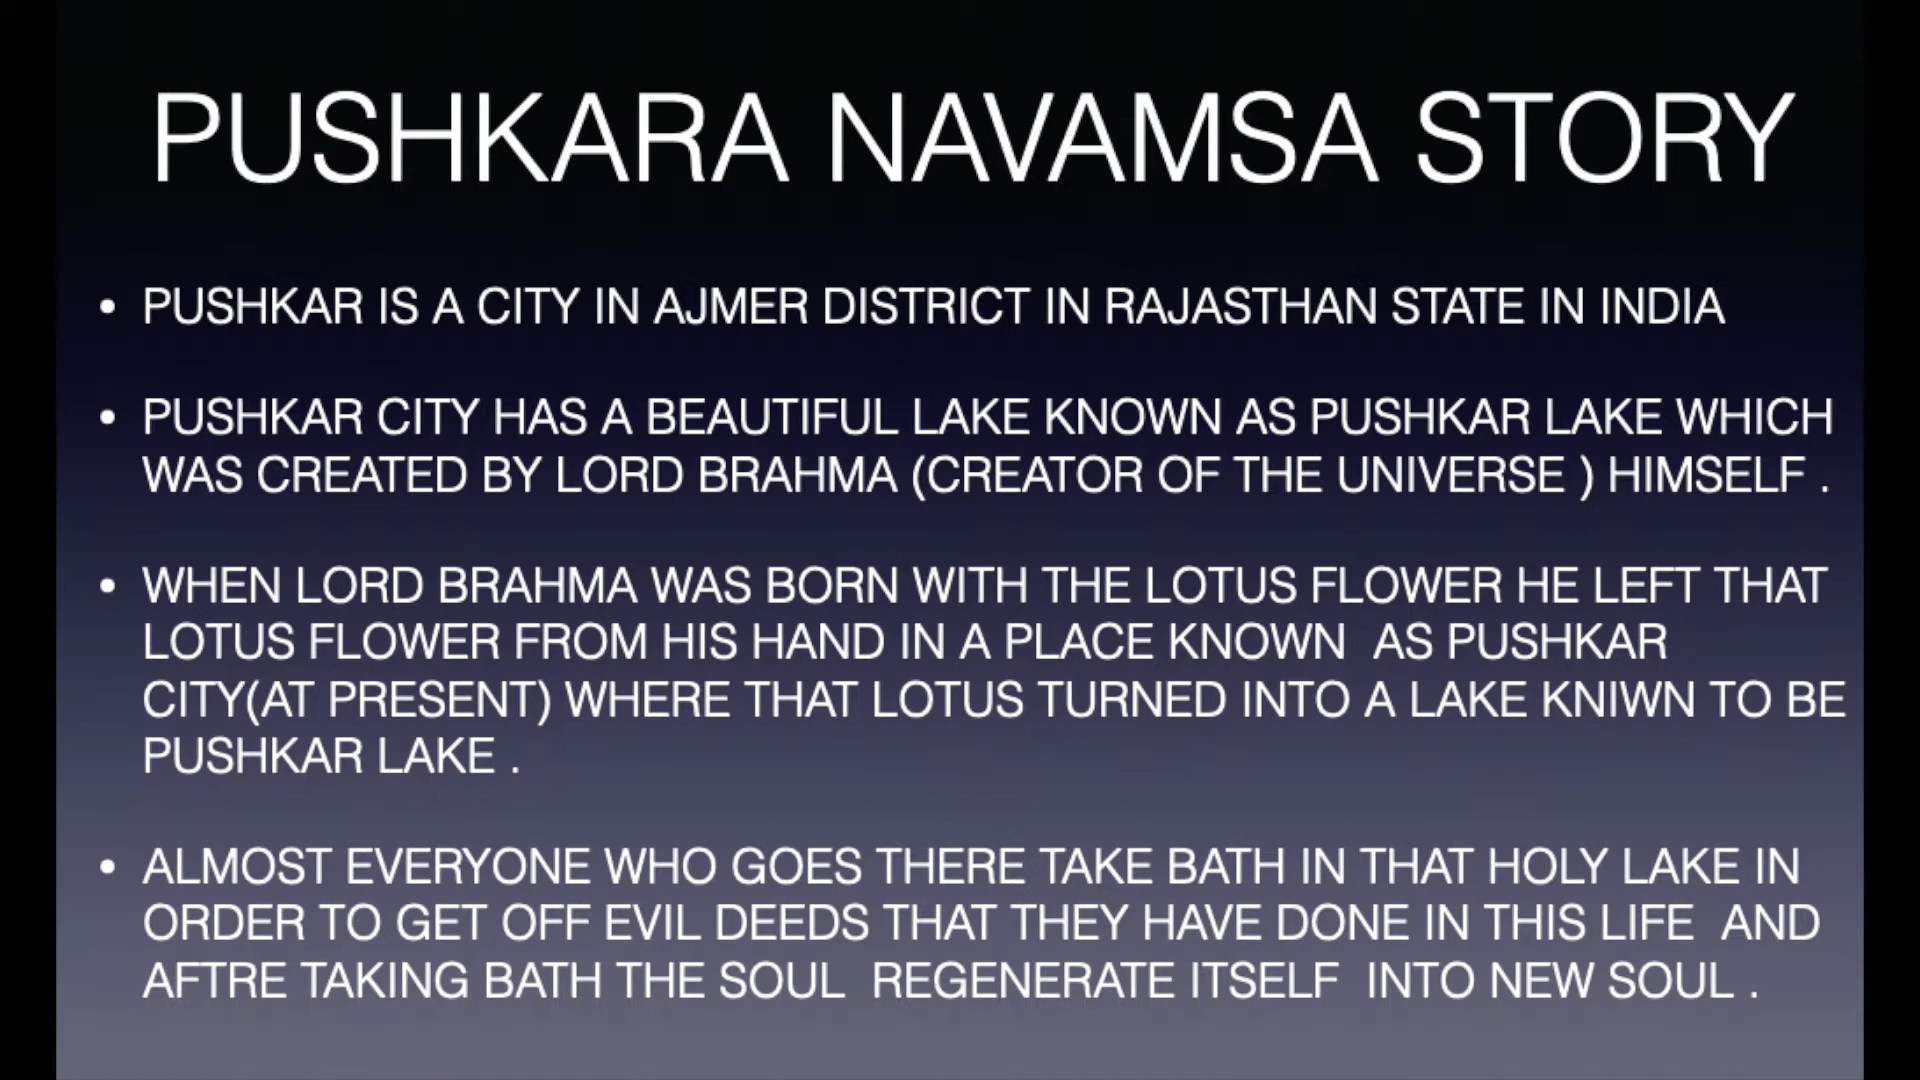 PUSHKARA NAVAMSA STORY
• PUSHKAR IS A CITY IN AJMER DISTRICT IN RAJASTHAN STATE IN INDIA
• PUSHKAR CITY HAS A BEAUTIFUL LAKE KNOWN AS PUSHKAR LAKE WHICH
WAS CREATED BY LORD BRAHMA (CREATOR OF THE UNIVERSE ) HIMSELF .
• WHEN LORD BRAHMA WAS BORN WITH THE LOTUS FLOWER HE LEFT THAT
LOTUS FLOWER FROM HIS HAND IN A PLACE KNOWN  AS PUSHKAR
CITY(AT PRESENT) WHERE THAT LOTUS TURNED INTO A LAKE KNIWN TO BE
PUSHKAR LAKE .
• ALMOST EVERYONE WHO GOES THERE TAKE BATH IN THAT HOLY LAKE IN
ORDER TO GET OFF EVIL DEEDS THAT THEY HAVE DONE IN THIS LIFE  AND
AFTRE TAKING BATH THE SOUL  REGENERATE ITSELF  INTO NEW SOUL .